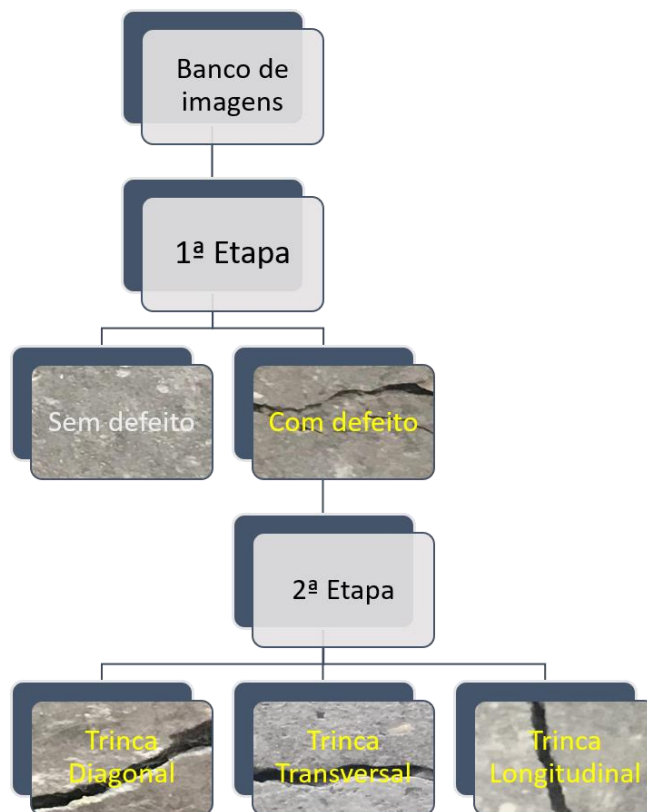 Banco de
imagens
1ª Etapa
Sem defeito
Com defeito
2ª Etapa
Trinca
Diagonal
Trinca
Transversal
Trinca
Longitudinal